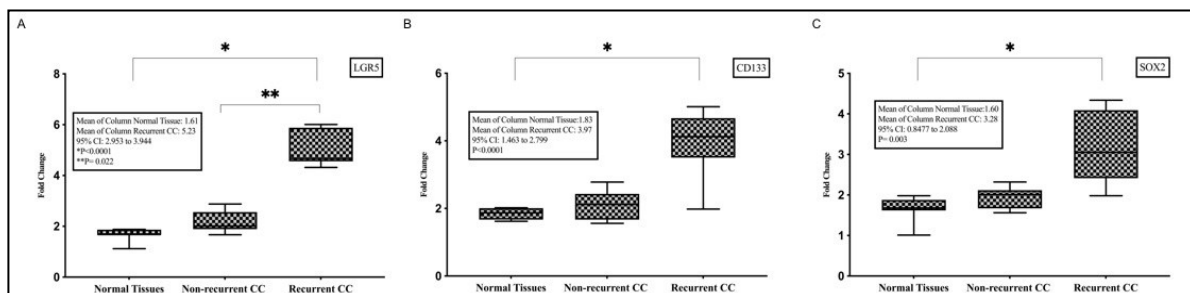 A
*
LGR5
**
Mean of Column Normal Tissue: 1.61
Mean of Column Recurrent CC: 5.23
95% CI: 2.953 to 3.944
*P<0.0001
**P= 0.022
Fold Change
8
6
4
2
0
Normal Tissues
Non-recurrent CC
Recurrent CC
B
*
CD133
Mean of Column Normal Tissue:1.83
Mean of Column Recurrent CC: 3.97
95% CI: 1.463 to 2.799
P<0.0001
Fold Change
6
4
2
0
Normal Tissues
Non-recurrent CC
Recurrent CC
C
*
SOX2
Mean of Column Normal Tissue:1.60
Mean of Column Recurrent CC: 3.28
95% CI: 0.8477 to 2.088
P= 0.003
Fold Change
5
4
3
2
1
0
Normal Tissues
Non-recurrent CC
Recurrent CC